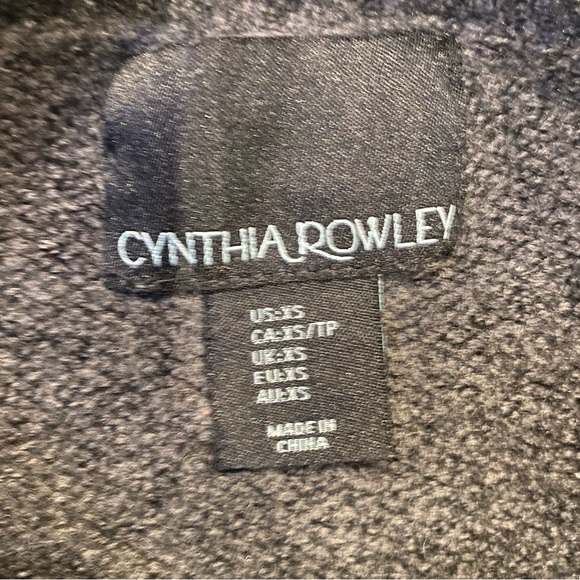 CYNTHIA ROWLEY
US:XS
CA:XS/TP
UK:XS
EU:XS
AU:XS
MADE IN
CHINA